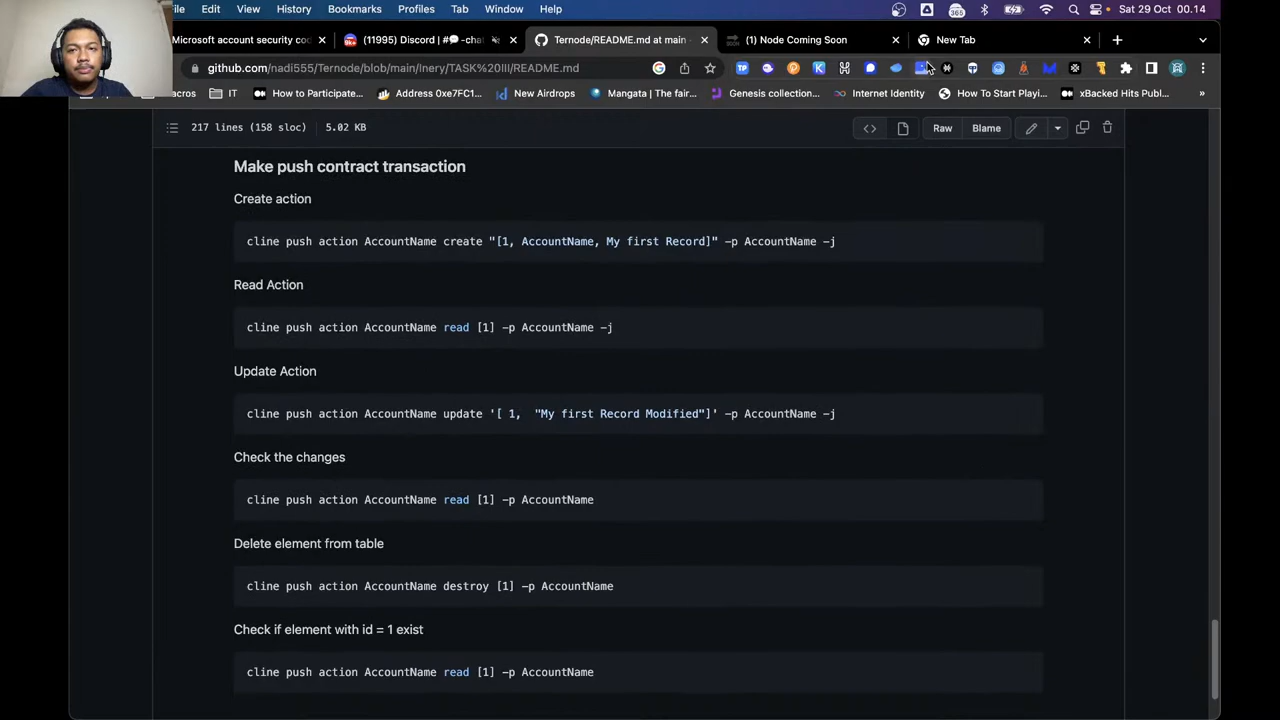 File Edit View History Bookmarks Profiles Tab Window Help 365 Sat 29 Oct 00.14
Microsoft account security cod (11995) Discord | #💬-chat Ternode/README.md at main · (1) Node Coming Soon New Tab
github.com/nadi555/Ternode/blob/main/Inery/TASK%20III/README.md
acros IT How to Participate... Address 0xe7FC1... New Airdrops Mangata | The fair... Genesis collection... Internet Identity How To Start Playi... xBacked Hits Publ... »
217 lines (158 sloc) 5.02 KB Raw Blame
Make push contract transaction
Create action
cline push action AccountName create "[1, AccountName, My first Record]" -p AccountName -j
Read Action
cline push action AccountName read [1] -p AccountName -j
Update Action
cline push action AccountName update '[ 1,  "My first Record Modified"]' -p AccountName -j
Check the changes
cline push action AccountName read [1] -p AccountName
Delete element from table
cline push action AccountName destroy [1] -p AccountName
Check if element with id = 1 exist
cline push action AccountName read [1] -p AccountName